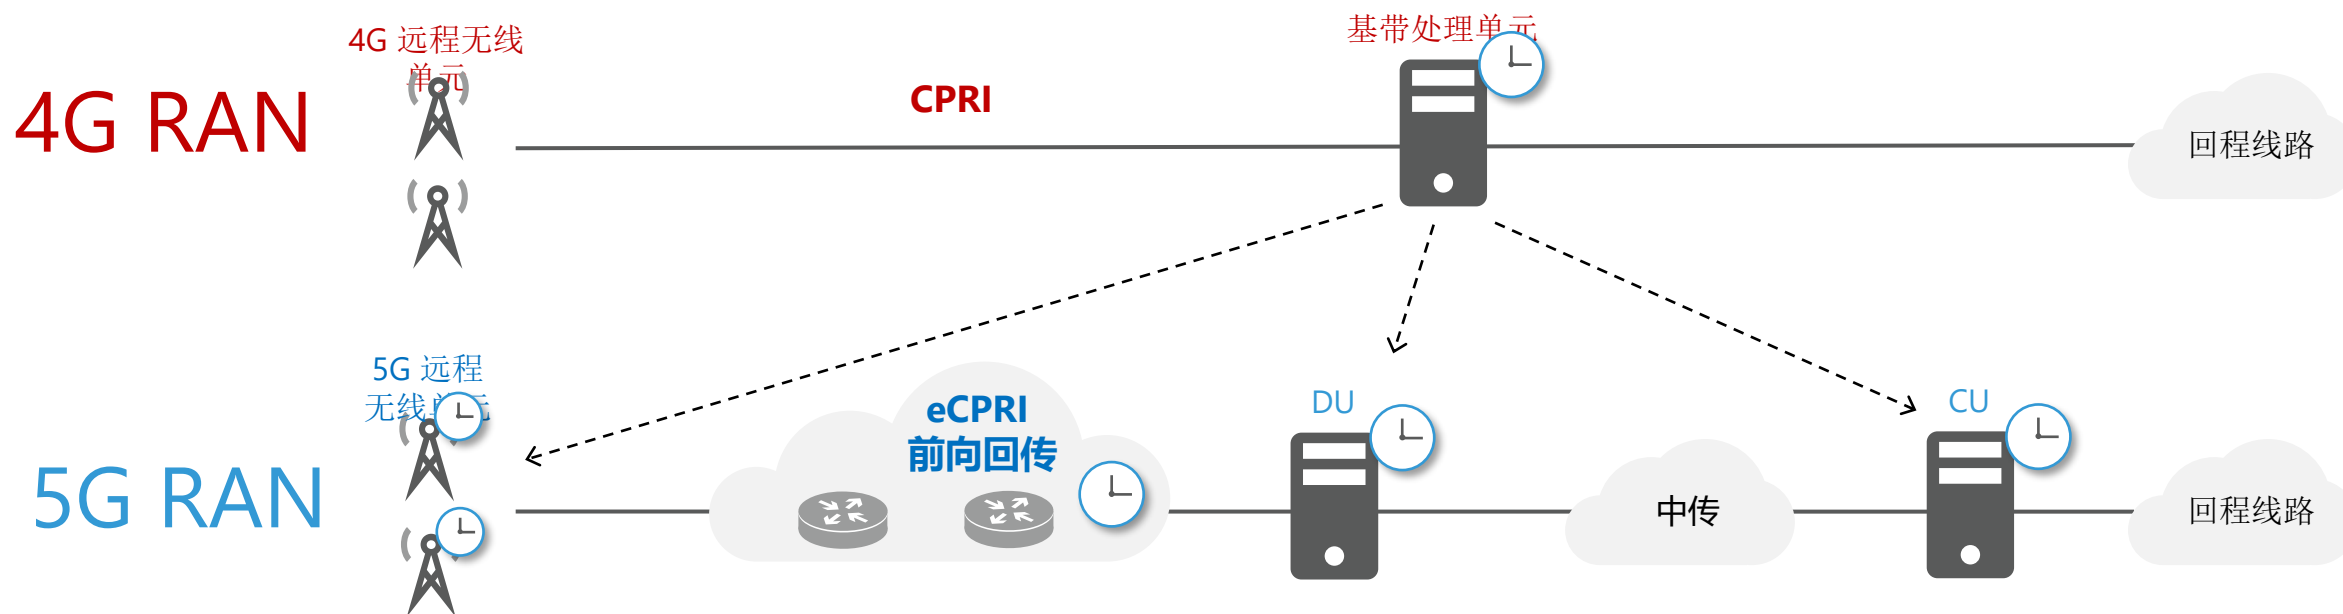 4G 远程无线
单元
基带处理单元
4G RAN
CPRI
回程线路
5G 远程
无线单元
eCPRI
前向回传
DU
CU
5G RAN
中传
回程线路